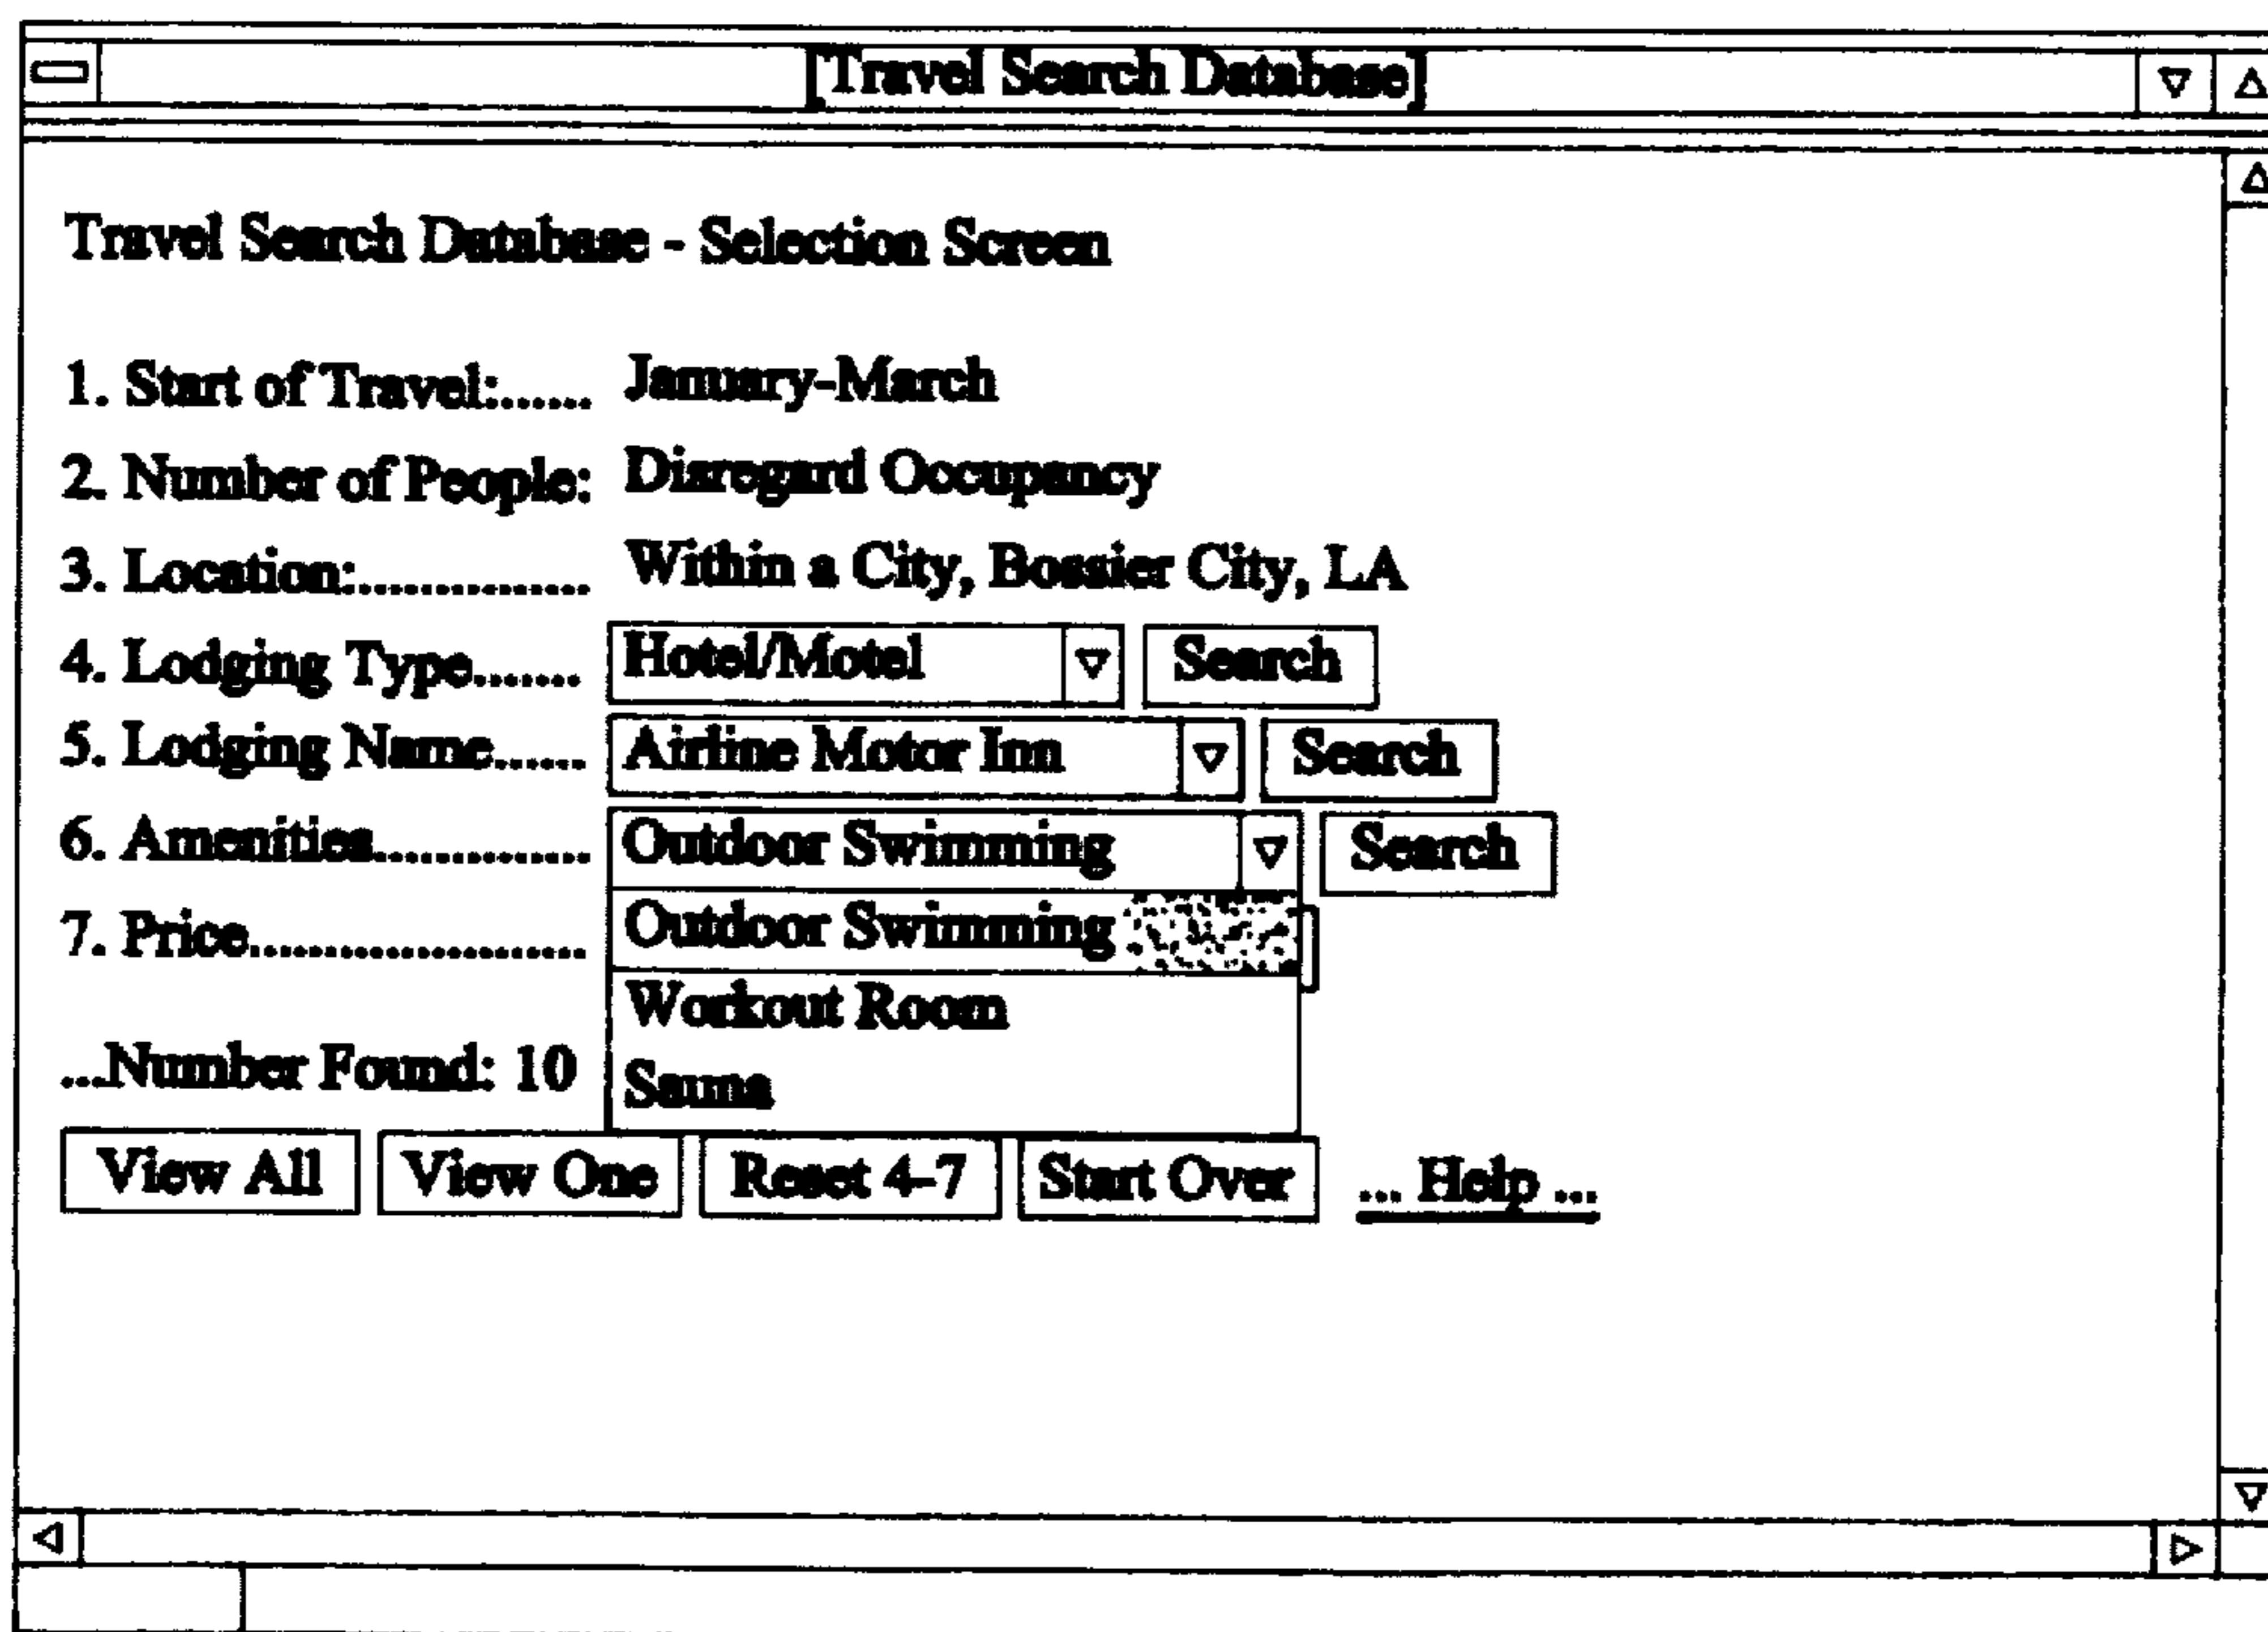 [Travel Search Database]
Travel Search Database - Selection Screen
1. Start of Travel:....... January-March
2. Number of People: Disregard Occupancy
3. Location:............... Within a City, Bossier City, LA
4. Lodging Type....... Hotel/Motel Search
5. Lodging Name...... Airline Motor Inn Search
6. Amenities.............. Outdoor Swimming Search
7. Price...................... Outdoor Swimming
Workout Room
...Number Found: 10 Sauna
View All View One Reset 4-7 Start Over ... Help ...